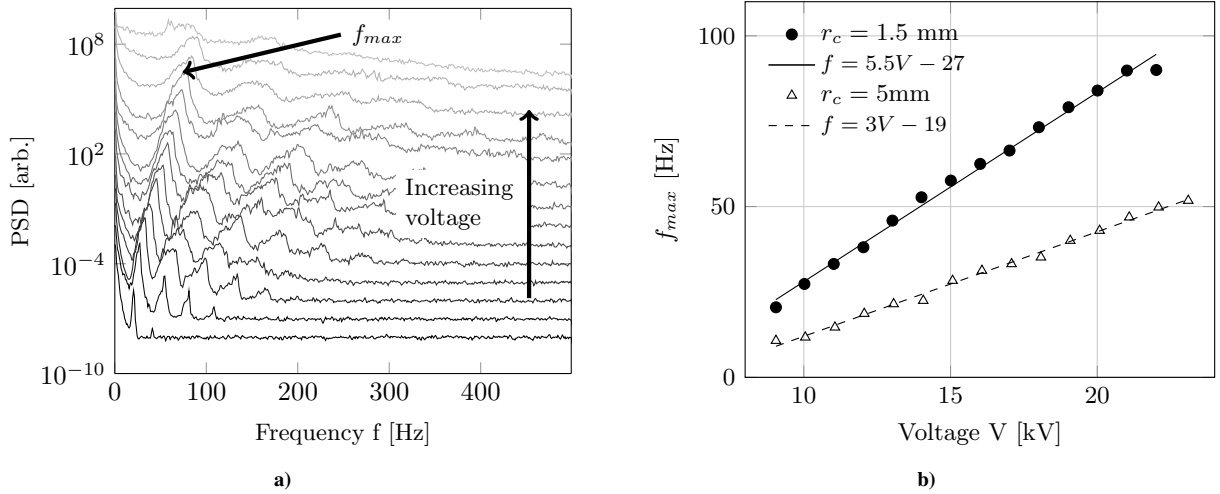 10^8
10^2
10^−4
10^−10
PSD [arb.]
f_max
Increasing
voltage
0 100 200 300 400
Frequency f [Hz]
a)
100
50
0
f_max [Hz]
r_c = 1.5 mm
f = 5.5V − 27
r_c = 5mm
f = 3V − 19
10 15 20
Voltage V [kV]
b)